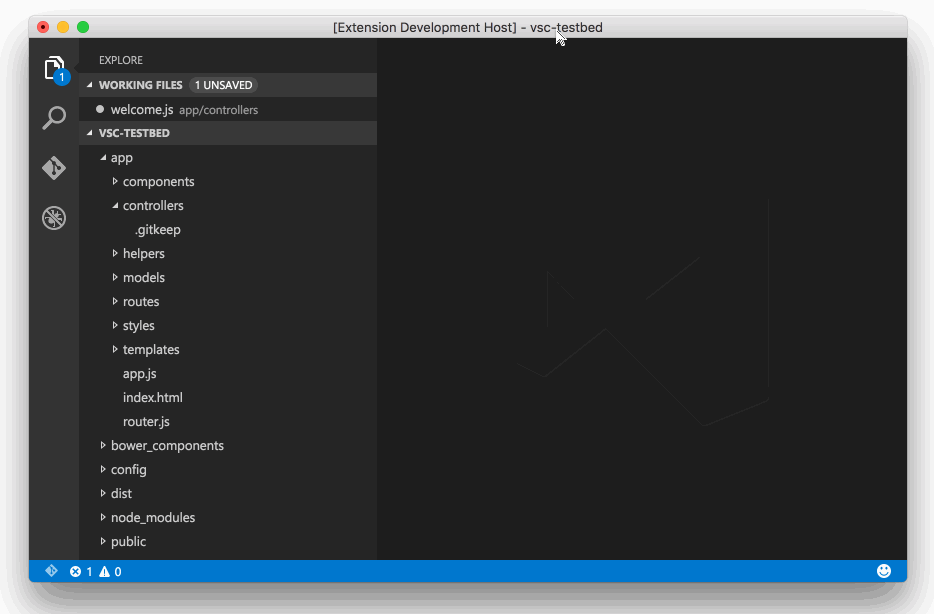 [Extension Development Host] - vsc-testbed
EXPLORE
WORKING FILES 1 UNSAVED
welcome.js app/controllers
VSC-TESTBED
app
components
controllers
.gitkeep
helpers
models
routes
styles
templates
app.js
index.html
router.js
bower_components
config
dist
node_modules
public
1
1 0